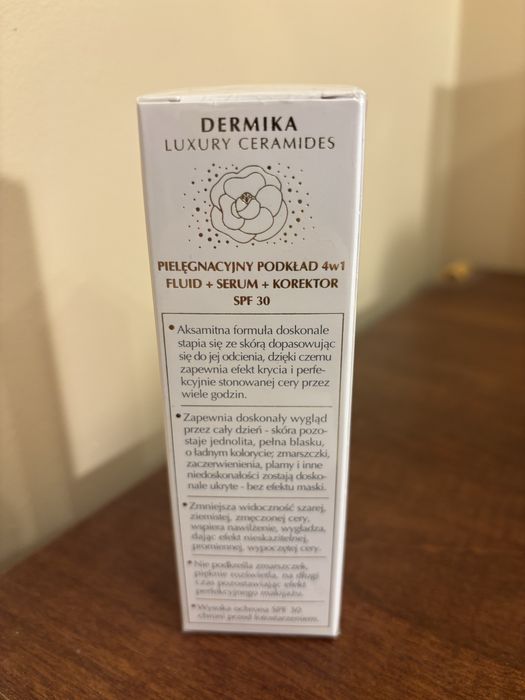 DERMIKA
LUXURY CERAMIDES
PIELĘGNACYJNY PODKŁAD 4w1
FLUID + SERUM + KOREKTOR
SPF 30
• Aksamitna formuła doskonale
stapia się ze skórą dopasowując
się do jej odcienia, dzięki czemu
zapewnia efekt krycia i perfe-
kcyjnie stonowanej cery przez
wiele godzin.
• Zapewnia doskonały wygląd
przez cały dzień - skóra pozo-
staje jednolita, pełna blasku,
o ładnym kolorycie; zmarszczki,
zaczerwienienia, plamy i inne
niedoskonałości zostają dosko-
nale ukryte - bez efektu maski.
• Zmniejsza widoczność szarej,
ziemistej, zmęczonej cery,
wspiera nawilżenie, wygładza,
dając efekt nieskazitelnej,
promiennej, wypoczętej cery.
• Nie podkreśla zmarszczek,
pięknie rozświetla, na długi
czas pozostawiając efekt
perfekcyjnego makijażu.
• Wysoka ochrona SPF 30
chroni przed fotostarzeniem.